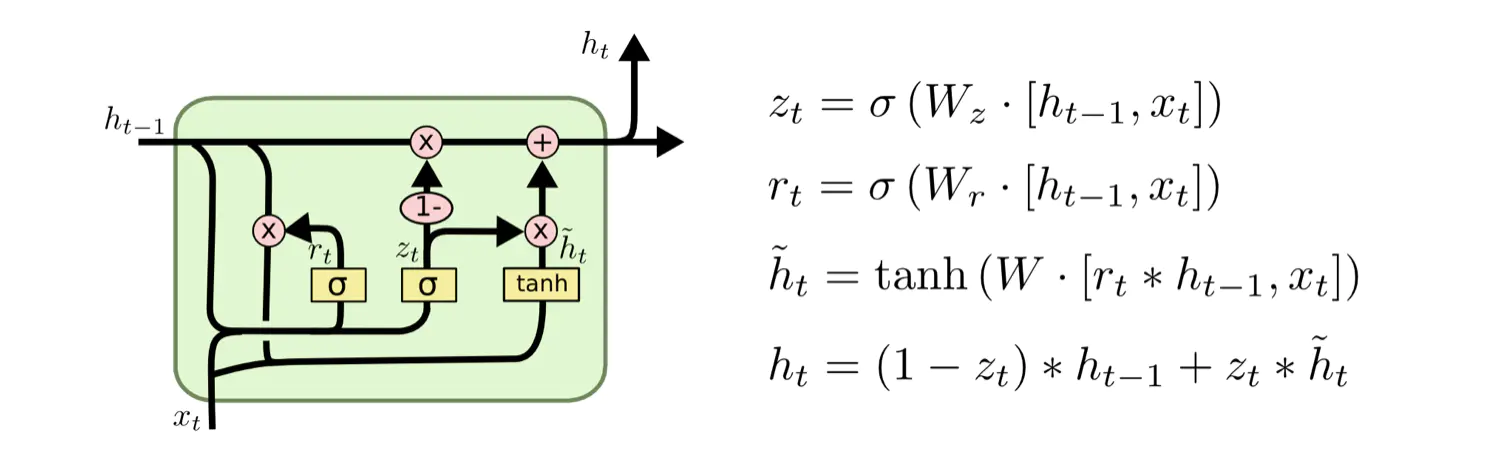 h_t
h_{t−1}
x
+
1-
x
x
r_t
z_t
h̃_t
σ
σ
tanh
x_t
z_t = σ (W_z · [h_{t−1}, x_t])
r_t = σ (W_r · [h_{t−1}, x_t])
h̃_t = tanh (W · [r_t * h_{t−1}, x_t])
h_t = (1 − z_t) * h_{t−1} + z_t * h̃_t